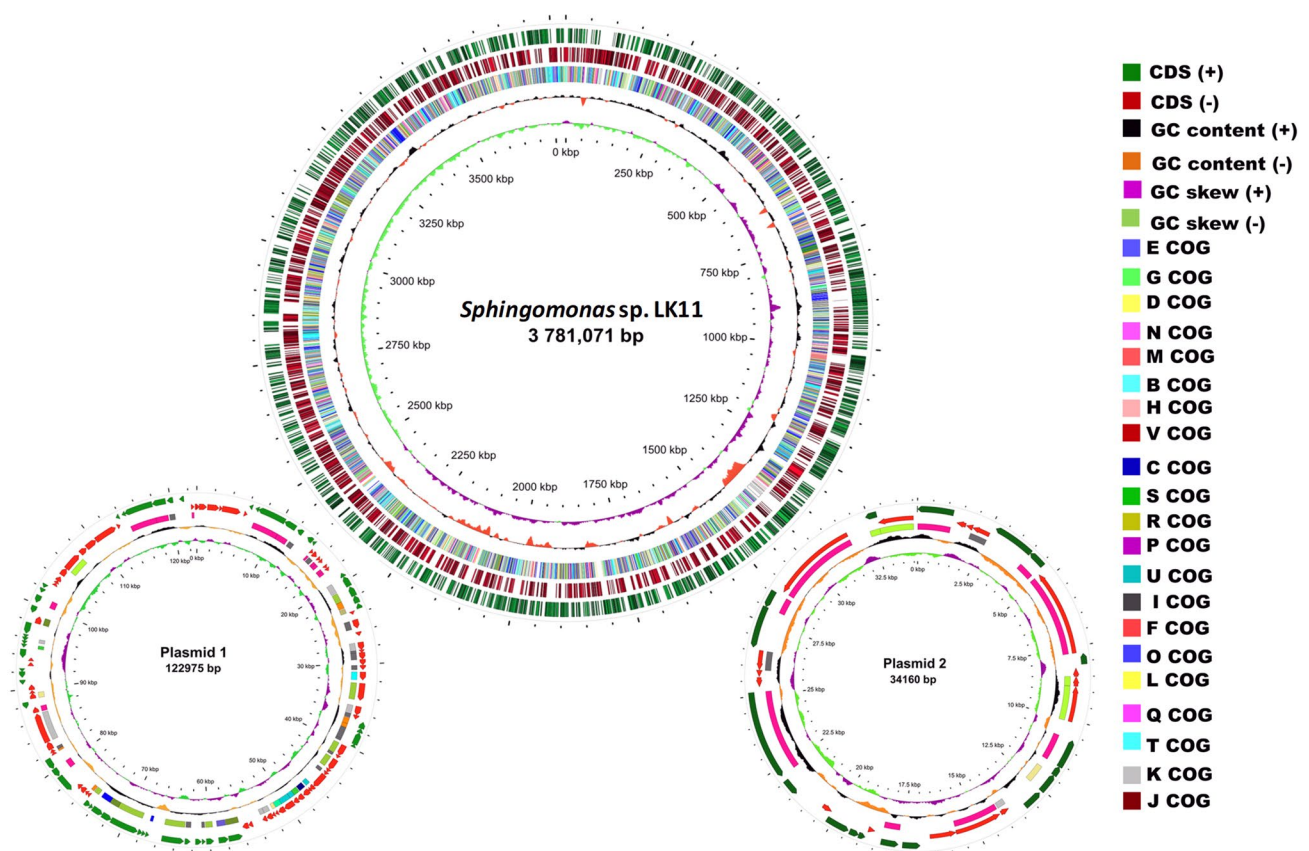 0 kbp
250 kbp
500 kbp
750 kbp
1000 kbp
1250 kbp
1500 kbp
1750 kbp
2000 kbp
2250 kbp
2500 kbp
2750 kbp
3000 kbp
3250 kbp
3500 kbp
Sphingomonas sp. LK11
3 781,071 bp
0 kbp
10 kbp
20 kbp
30 kbp
40 kbp
50 kbp
60 kbp
70 kbp
80 kbp
90 kbp
100 kbp
110 kbp
120 kbp
Plasmid 1
122975 bp
0 kbp
2.5 kbp
5 kbp
7.5 kbp
10 kbp
12.5 kbp
15 kbp
17.5 kbp
20 kbp
22.5 kbp
25 kbp
27.5 kbp
30 kbp
32.5 kbp
Plasmid 2
34160 bp
CDS (+)
CDS (-)
GC content (+)
GC content (-)
GC skew (+)
GC skew (-)
E COG
G COG
D COG
N COG
M COG
B COG
H COG
V COG
C COG
S COG
R COG
P COG
U COG
I COG
F COG
O COG
L COG
Q COG
T COG
K COG
J COG